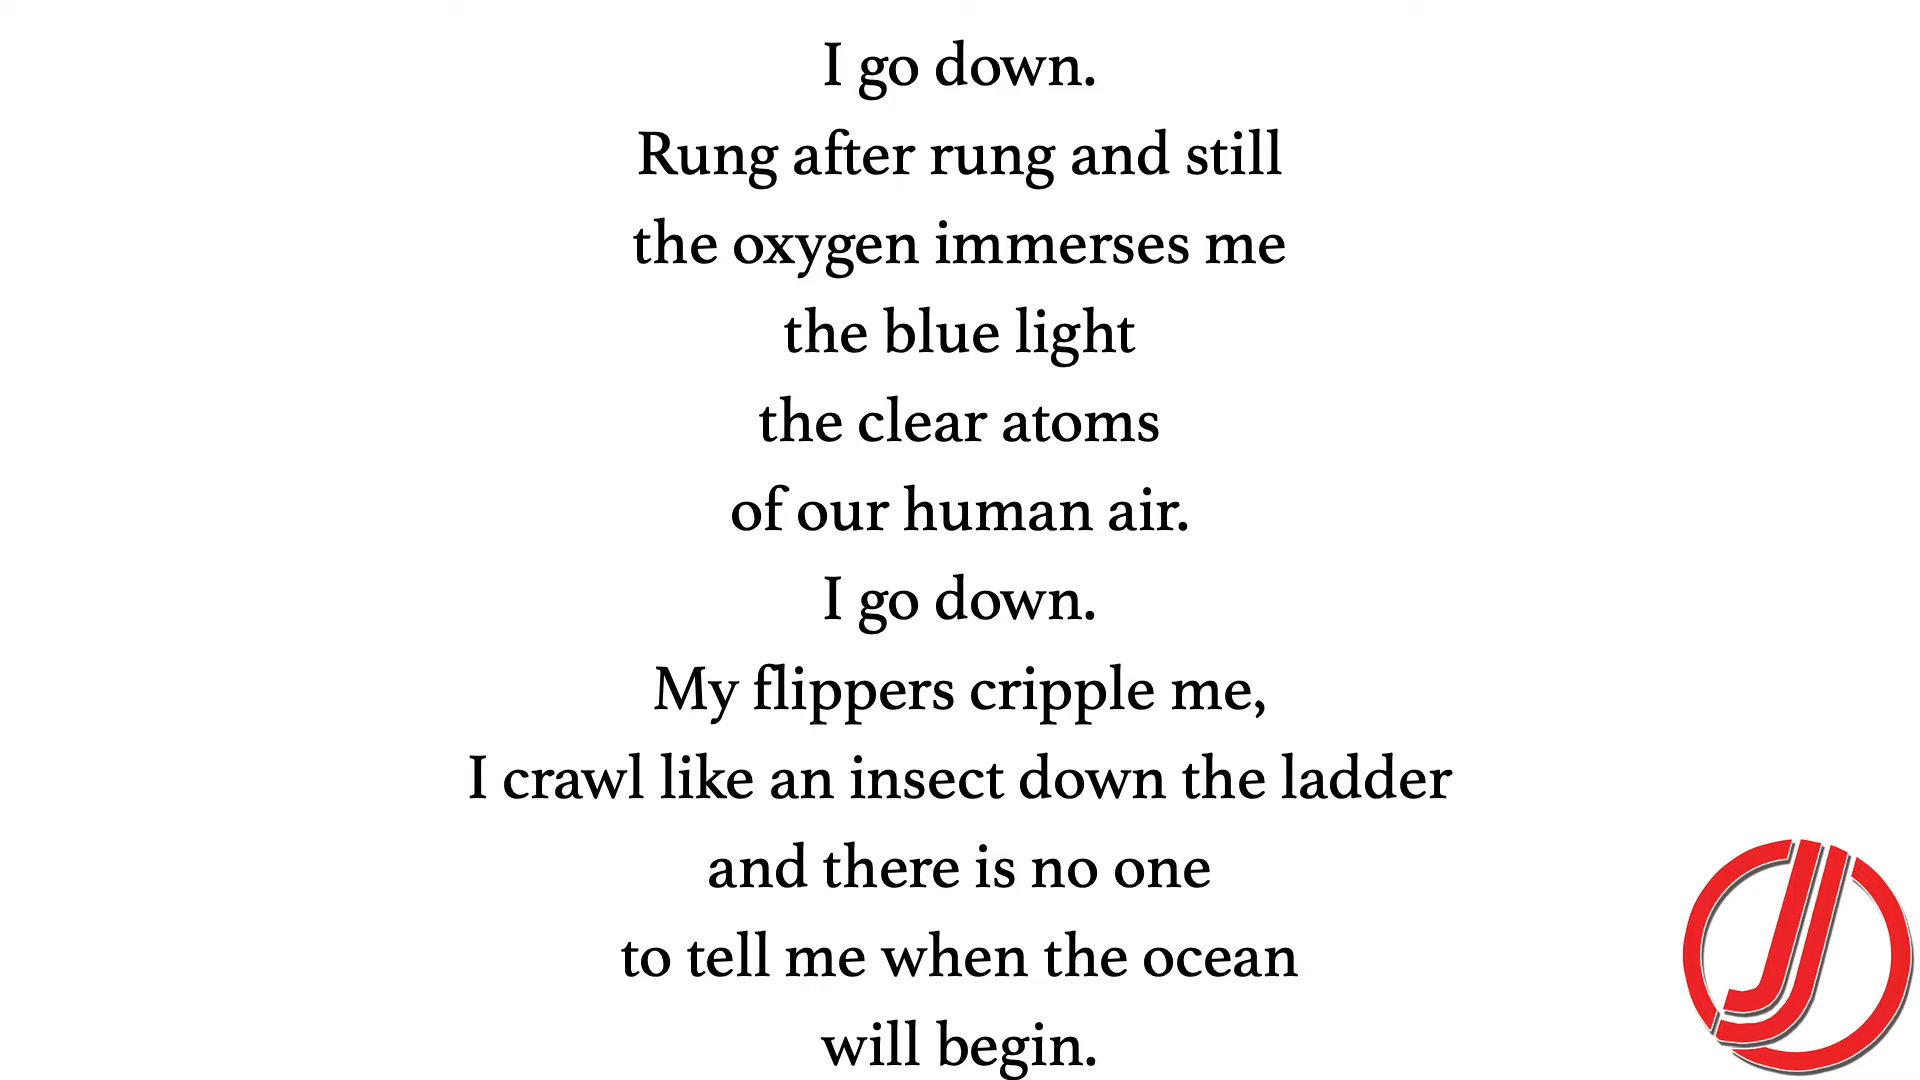 I go down.
Rung after rung and still
the oxygen immerses me
the blue light
the clear atoms
of our human air.
I go down.
My flippers cripple me,
I crawl like an insect down the ladder
and there is no one
to tell me when the ocean
will begin.